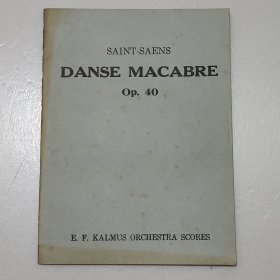 SAINT-SAENS
DANSE MACABRE
Op. 40
E. F. KALMUS ORCHESTRA SCORES